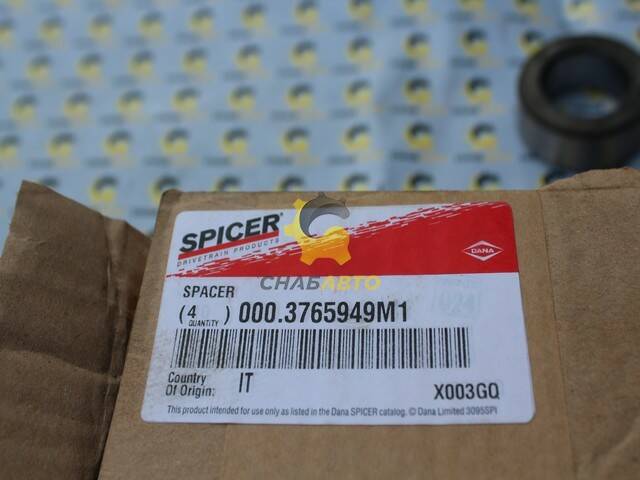 SPICER®
DRIVETRAIN PRODUCTS
DANA
СНАБАВТО
SPACER
(4) 000.3765949M1
QUANTITY
Country Of Origin: IT
X003GQ
This product intended for use only as listed in the Dana SPICER catalog. © Dana Limited 3095SPI